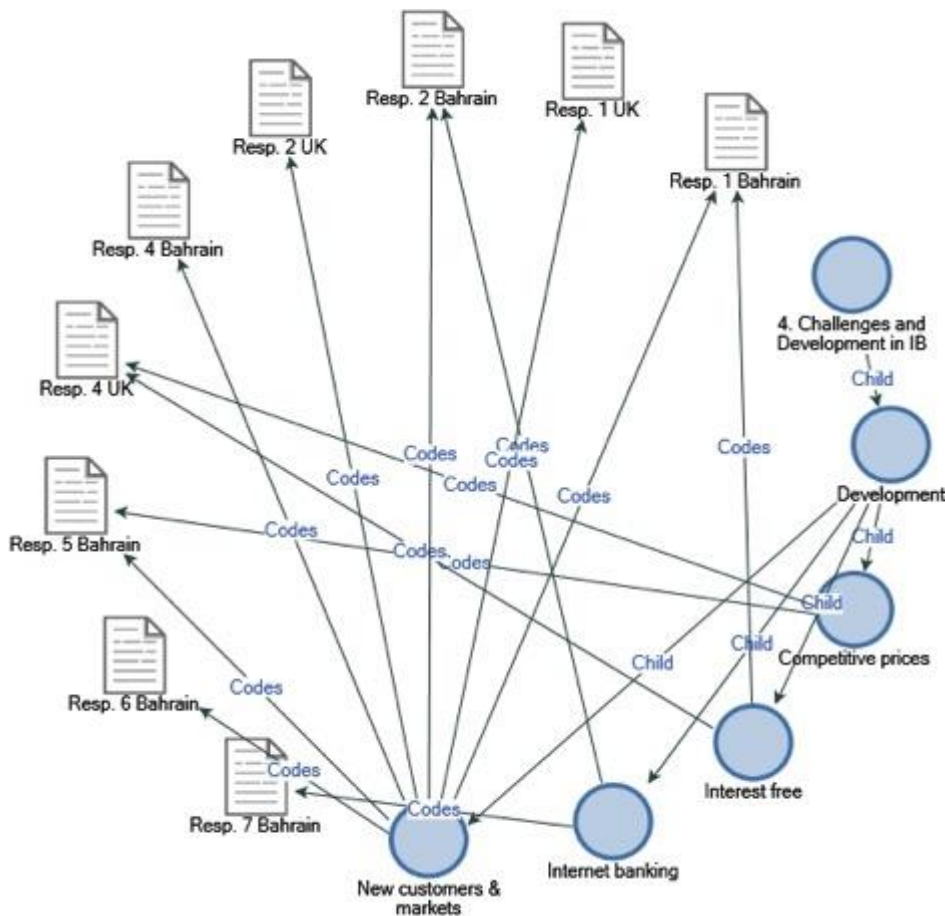 Resp. 2 Bahrain
Resp. 1 UK
Resp. 2 UK
Resp. 1 Bahrain
Resp. 4 Bahrain
4. Challenges and
Development in IB
Child
Resp. 4 UK
Codes
Codes
Codes
Codes
Codes
Codes
Codes
Codes
Development
Resp. 5 Bahrain
Codes
Child
Codes
Codes
Child
Child
Competitive prices
Child
Codes
Resp. 6 Bahrain
Codes
Interest free
Resp. 7 Bahrain
Codes
Internet banking
New customers &
markets